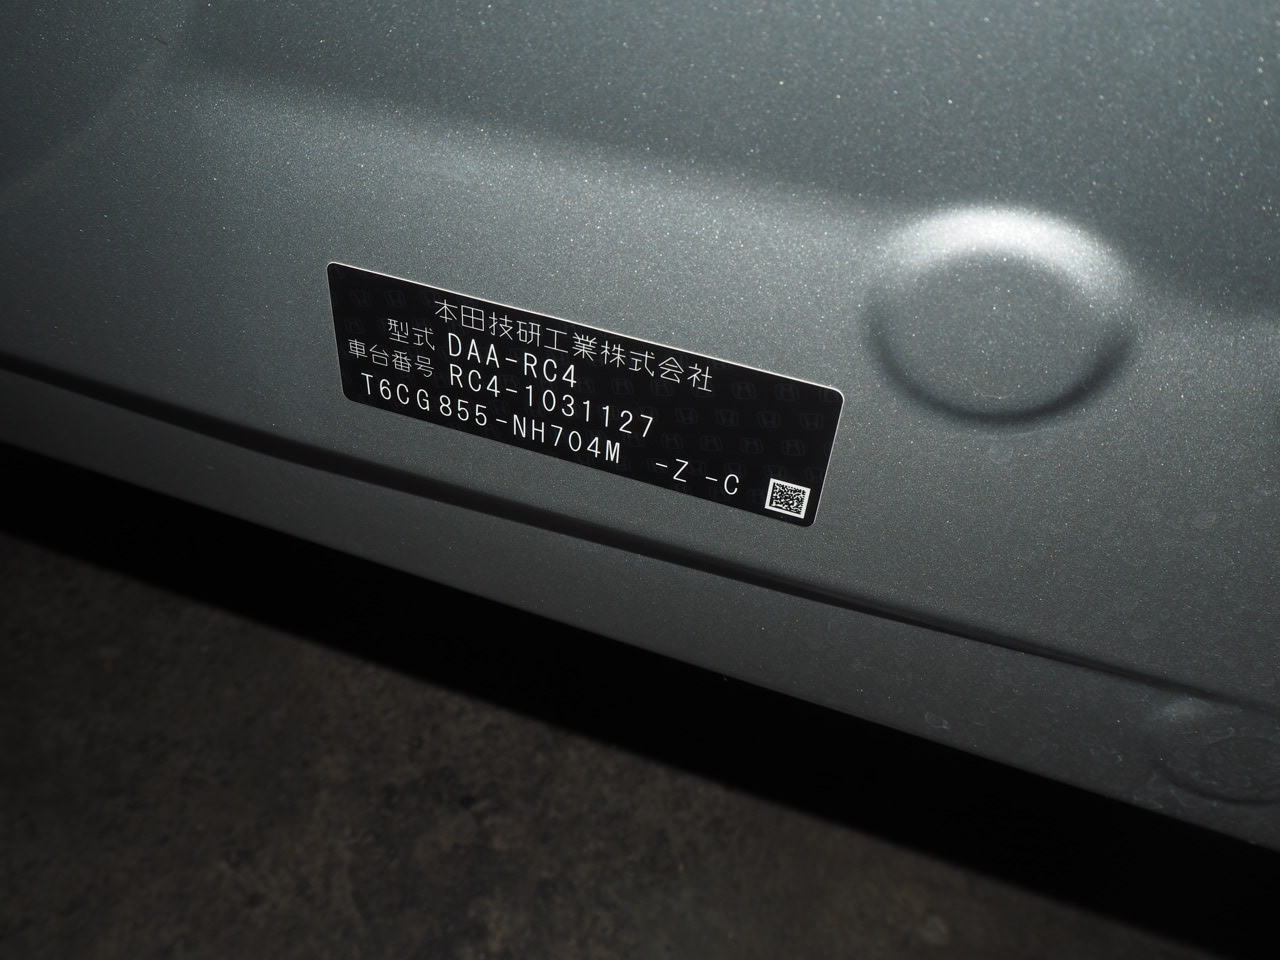 本田技研工業株式会社
型式 DAA-RC4
車台番号 RC4-1031127
T6CG855-NH704M -Z -C